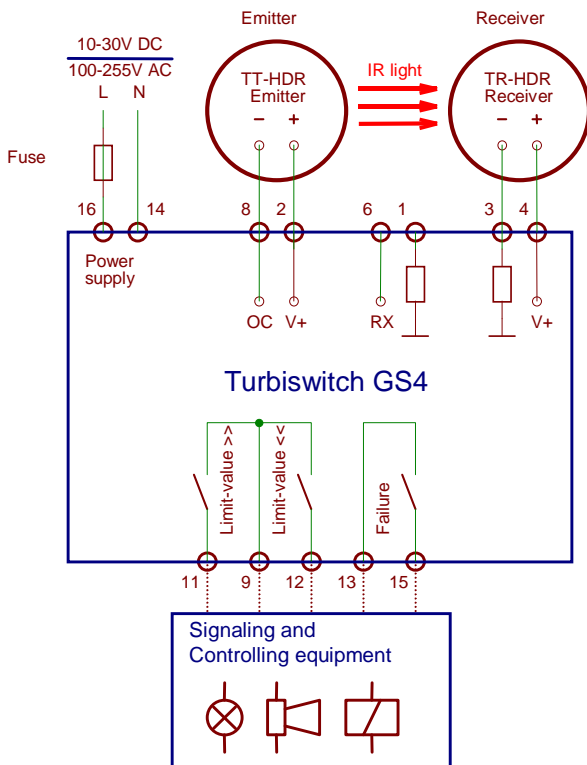 Emitter
Receiver
10-30V DC
100-255V AC
L N
TT-HDR
Emitter
− +
IR light
TR-HDR
Receiver
− +
Fuse
16 14 8 2 6 1 3 4
Power
supply
OC V+ RX V+
Turbiswitch GS4
Limit-value >>
Limit-value <<
Failure
11 9 12 13 15
Signaling and
Controlling equipment